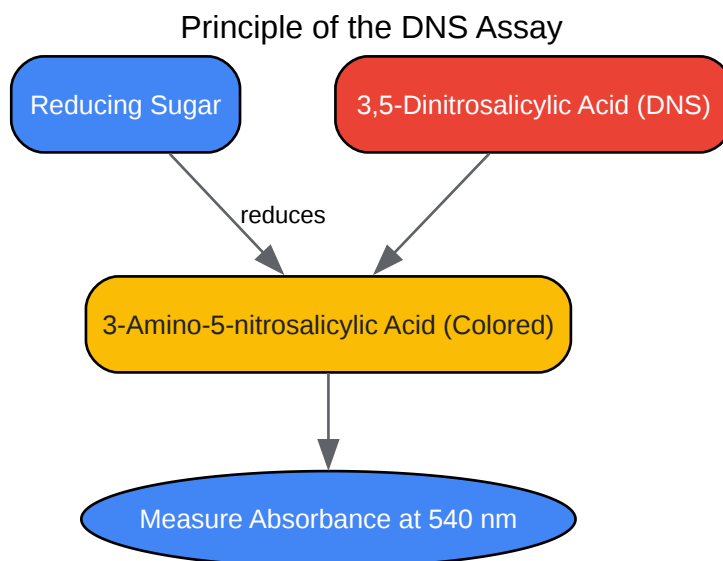 Principle of the DNS Assay
Reducing Sugar
3,5-Dinitrosalicylic Acid (DNS)
reduces
3-Amino-5-nitrosalicylic Acid (Colored)
Measure Absorbance at 540 nm